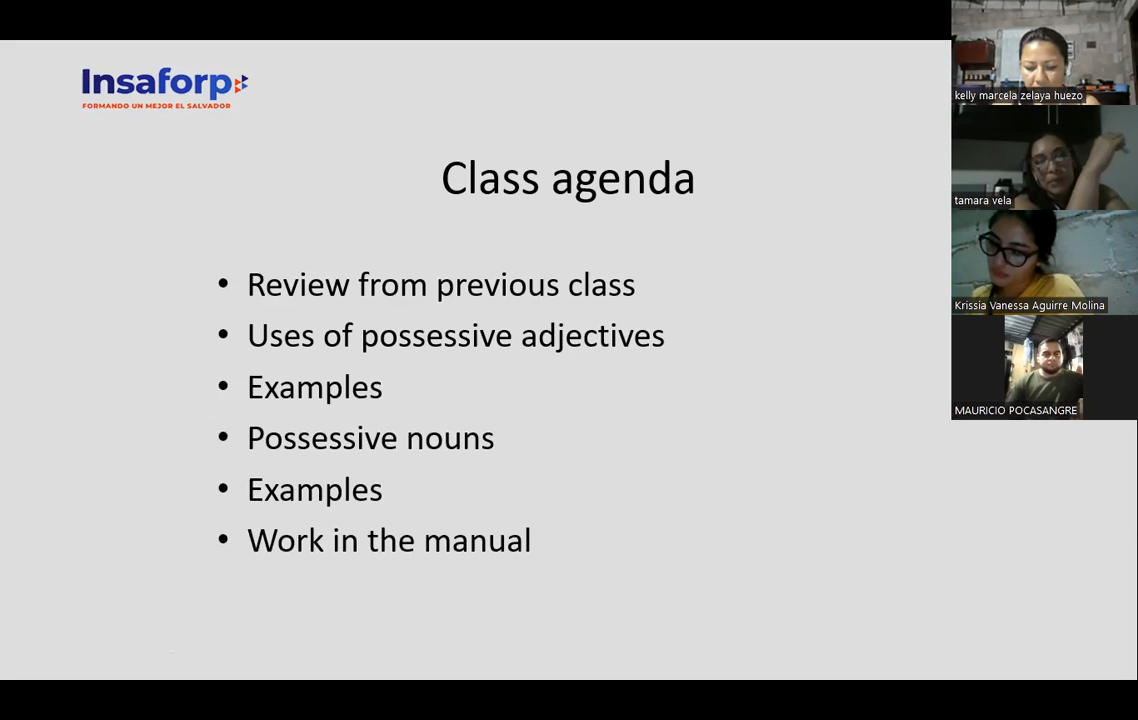 Insaforp
FORMANDO UN MEJOR EL SALVADOR
Class agenda
• Review from previous class
• Uses of possessive adjectives
• Examples
• Possessive nouns
• Examples
• Work in the manual
kelly marcela zelaya huezo
tamara vela
Krissia Vanessa Aguirre Molina
MAURICIO POCASANGRE